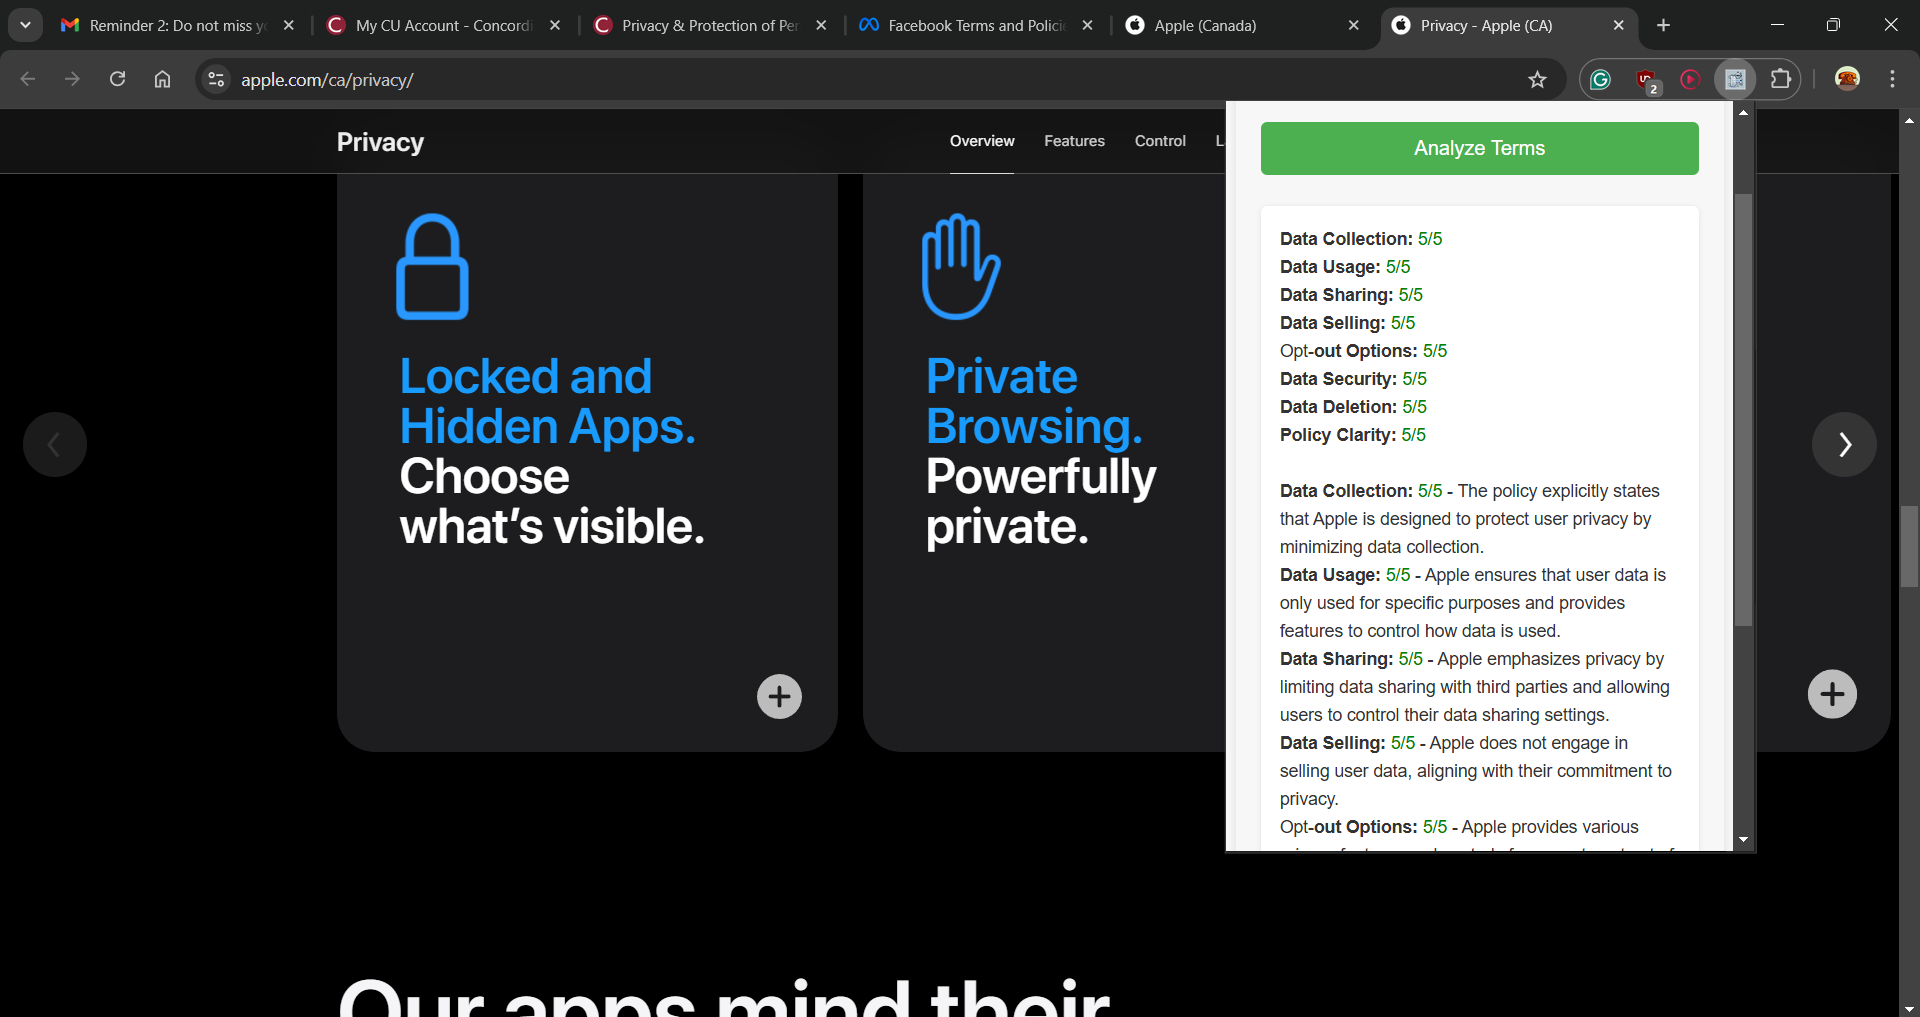 Reminder 2: Do not miss y
My CU Account - Concordi
Privacy & Protection of Per
Facebook Terms and Policie
Apple (Canada)
Privacy - Apple (CA)
apple.com/ca/privacy/
2
Privacy
Overview
Features
Control
Locked and
Hidden Apps.
Choose
what's visible.
Private
Browsing.
Powerfully
private.
Our apps mind their
Analyze Terms
Data Collection: 5/5
Data Usage: 5/5
Data Sharing: 5/5
Data Selling: 5/5
Opt-out Options: 5/5
Data Security: 5/5
Data Deletion: 5/5
Policy Clarity: 5/5
Data Collection: 5/5 - The policy explicitly states
that Apple is designed to protect user privacy by
minimizing data collection.
Data Usage: 5/5 - Apple ensures that user data is
only used for specific purposes and provides
features to control how data is used.
Data Sharing: 5/5 - Apple emphasizes privacy by
limiting data sharing with third parties and allowing
users to control their data sharing settings.
Data Selling: 5/5 - Apple does not engage in
selling user data, aligning with their commitment to
privacy.
Opt-out Options: 5/5 - Apple provides various